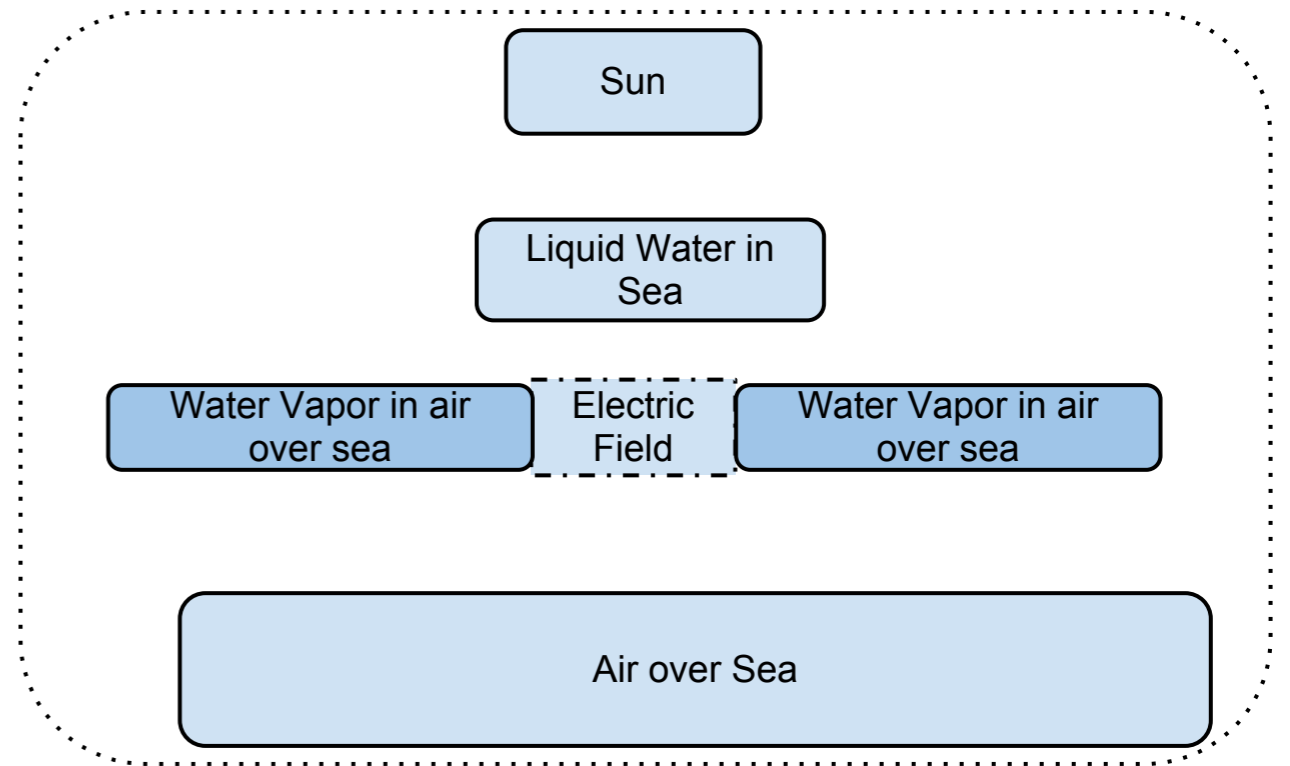 Sun
Liquid Water in
Sea
Water Vapor in air
over sea
Electric
Field
Water Vapor in air
over sea
Air over Sea